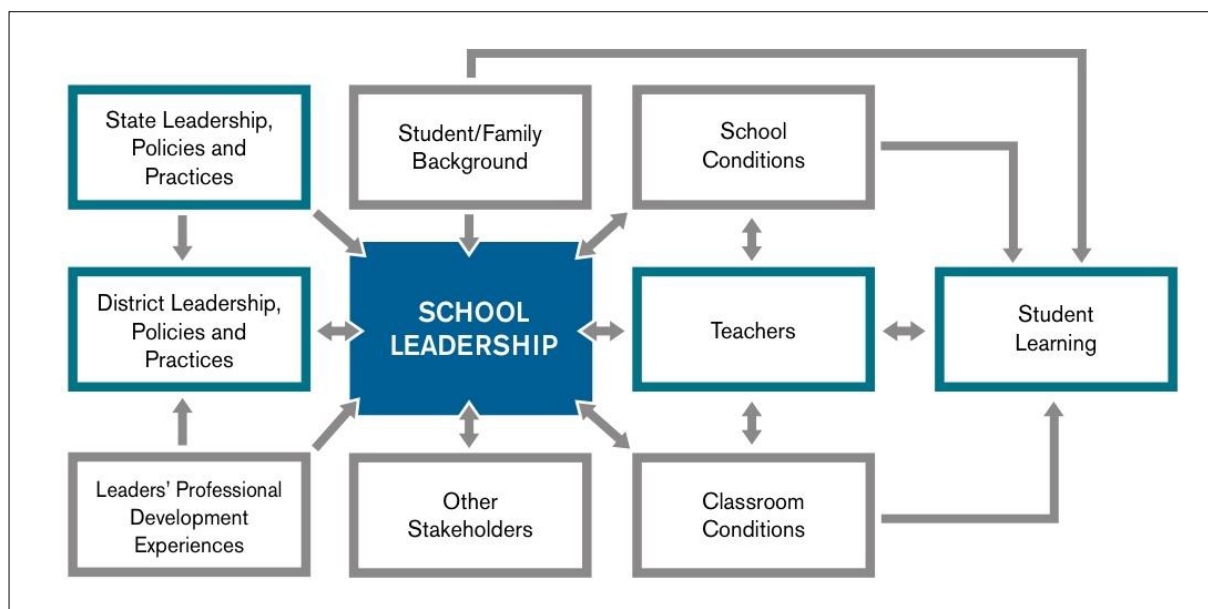 State Leadership,
Policies and
Practices
Student/Family
Background
School
Conditions
District Leadership,
Policies and
Practices
SCHOOL
LEADERSHIP
Teachers
Student
Learning
Leaders' Professional
Development
Experiences
Other
Stakeholders
Classroom
Conditions